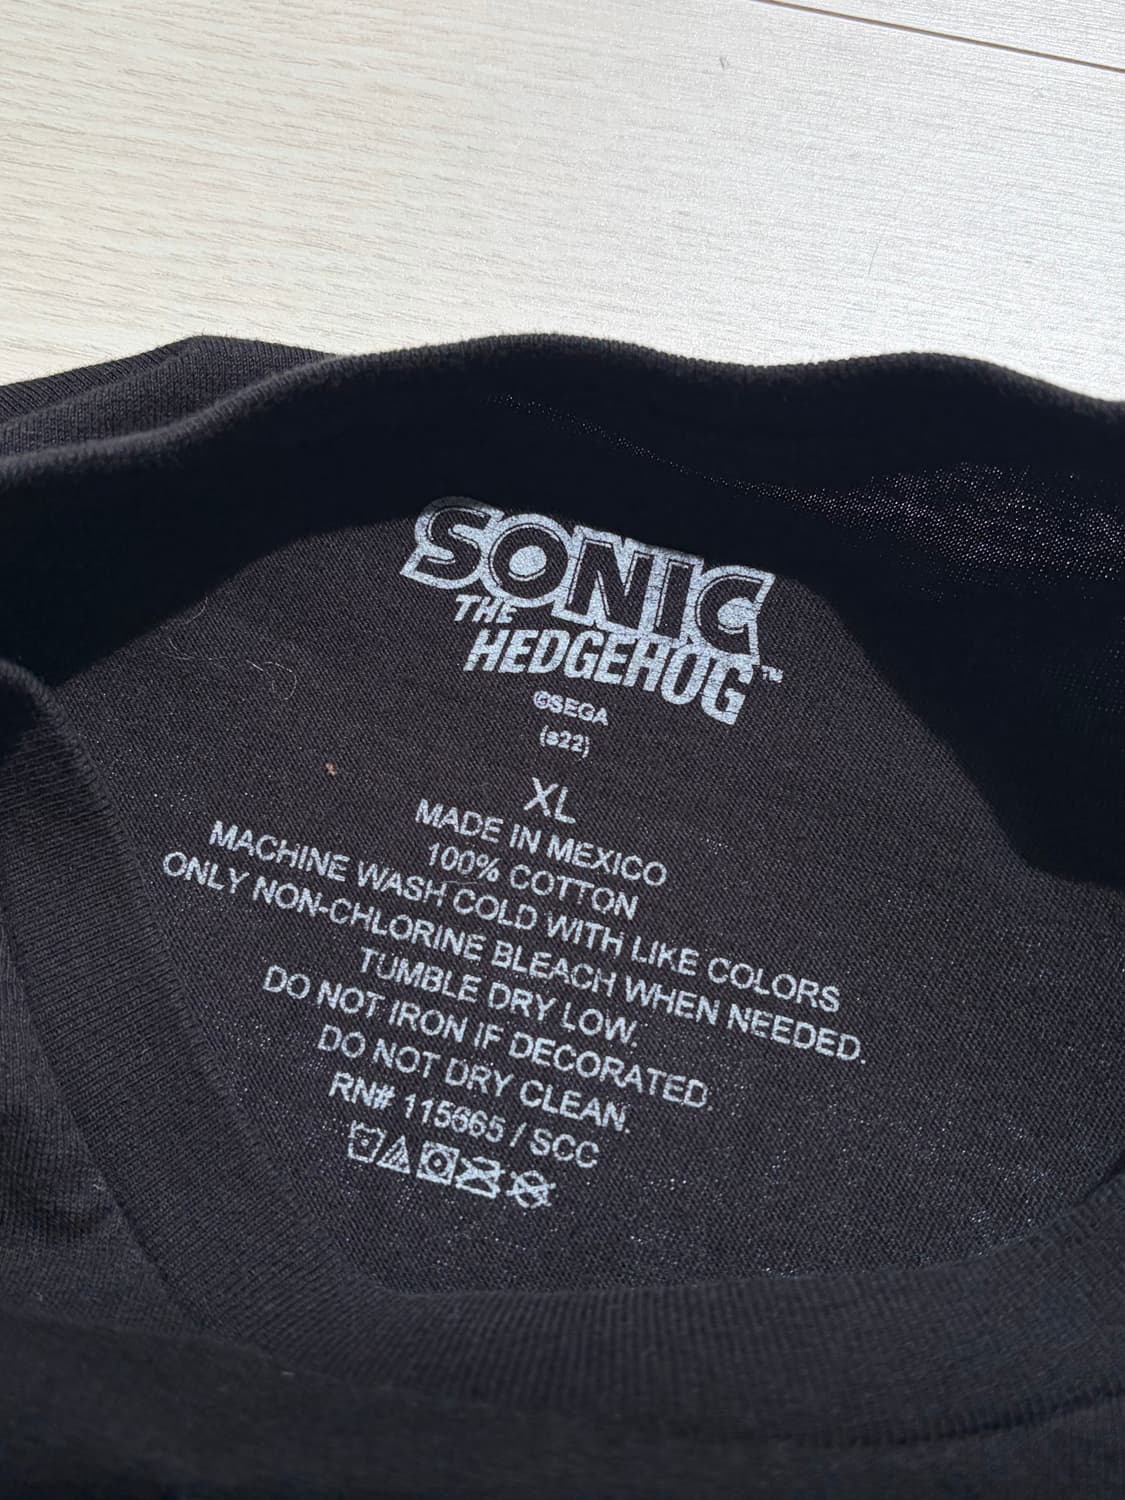 SONIC
THE
HEDGEHOG™
©SEGA
(s22)
XL
MADE IN MEXICO
100% COTTON
MACHINE WASH COLD WITH LIKE COLORS
ONLY NON-CHLORINE BLEACH WHEN NEEDED.
TUMBLE DRY LOW.
DO NOT IRON IF DECORATED.
DO NOT DRY CLEAN.
RN# 115665 / SCC